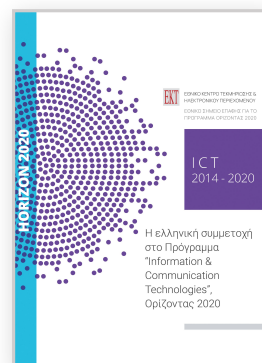 HORIZON 2020
ΕΚΤ
ΕΘΝΙΚΟ ΚΕΝΤΡΟ ΤΕΚΜΗΡΙΩΣΗΣ &
ΗΛΕΚΤΡΟΝΙΚΟΥ ΠΕΡΙΕΧΟΜΕΝΟΥ
ΕΘΝΙΚΟ ΣΗΜΕΙΟ ΕΠΑΦΗΣ ΓΙΑ ΤΟ
ΠΡΟΓΡΑΜΜΑ ΟΡΙΖΟΝΤΑΣ 2020
ICT
2014 - 2020
Η ελληνική συμμετοχή
στο Πρόγραμμα
"Information &
Communication
Technologies",
Ορίζοντας 2020